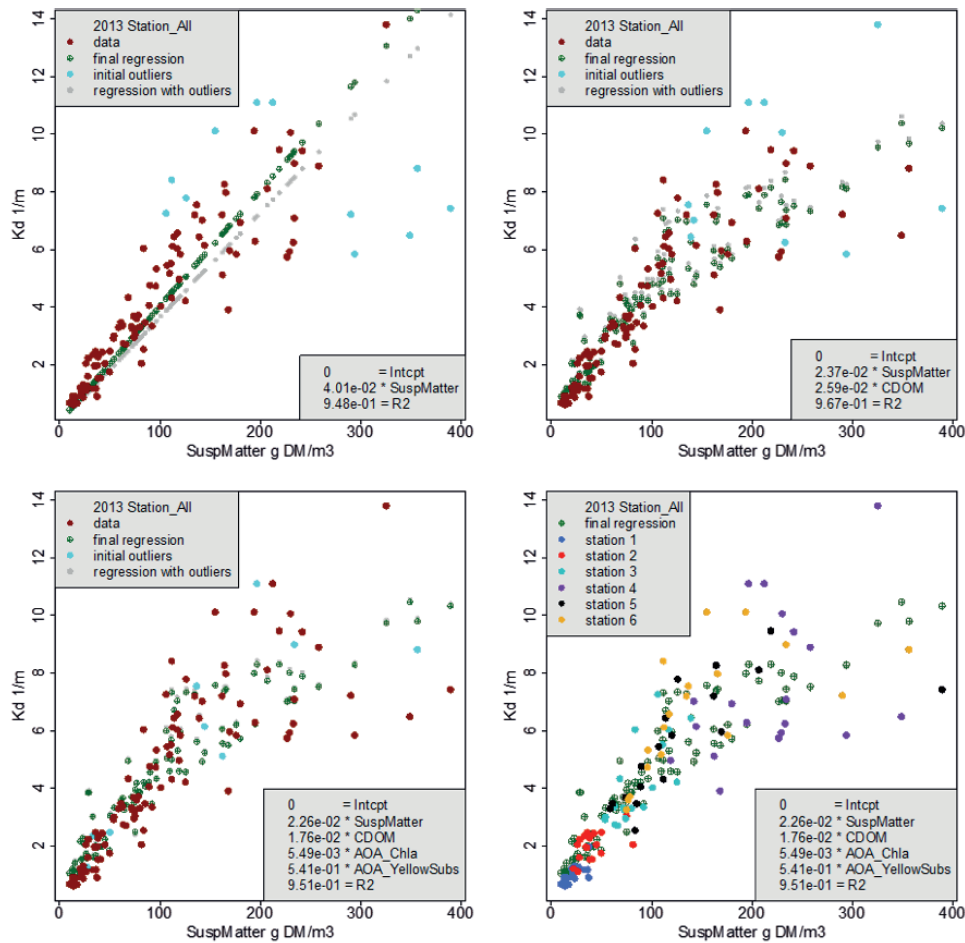 2013 Station_All
data
final regression
initial outliers
regression with outliers
14
12
10
8
6
4
2
Kd 1/m
0 = Intcpt
4.01e-02 * SuspMatter
9.48e-01 = R2
0 100 200 300 400
SuspMatter g DM/m3
2013 Station_All
data
final regression
initial outliers
regression with outliers
14
12
10
8
6
4
2
Kd 1/m
0 = Intcpt
2.37e-02 * SuspMatter
2.59e-02 * CDOM
9.67e-01 = R2
0 100 200 300 400
SuspMatter g DM/m3
2013 Station_All
data
final regression
initial outliers
regression with outliers
14
12
10
8
6
4
2
Kd 1/m
0 = Intcpt
2.26e-02 * SuspMatter
1.76e-02 * CDOM
5.49e-03 * AOA_Chla
5.41e-01 * AOA_YellowSubs
9.51e-01 = R2
0 100 200 300 400
SuspMatter g DM/m3
2013 Station_All
final regression
station 1
station 2
station 3
station 4
station 5
station 6
14
12
10
8
6
4
2
Kd 1/m
0 = Intcpt
2.26e-02 * SuspMatter
1.76e-02 * CDOM
5.49e-03 * AOA_Chla
5.41e-01 * AOA_YellowSubs
9.51e-01 = R2
0 100 200 300 400
SuspMatter g DM/m3